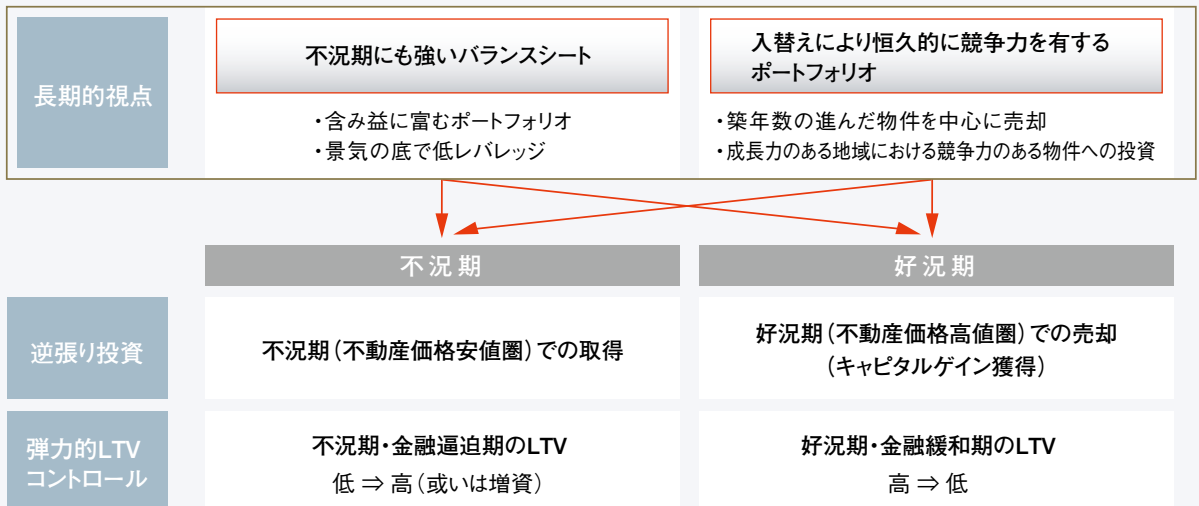 長期的視点
不況期にも強いバランスシート
・含み益に富むポートフォリオ
・景気の底で低レバレッジ
入替えにより恒久的に競争力を有する
ポートフォリオ
・築年数の進んだ物件を中心に売却
・成長力のある地域における競争力のある物件への投資
不況期
好況期
逆張り投資
不況期(不動産価格安値圏)での取得
好況期(不動産価格高値圏)での売却
(キャピタルゲイン獲得)
弾力的LTV
コントロール
不況期・金融逼迫期のLTV
低 ⇒ 高(或いは増資)
好況期・金融緩和期のLTV
高 ⇒ 低